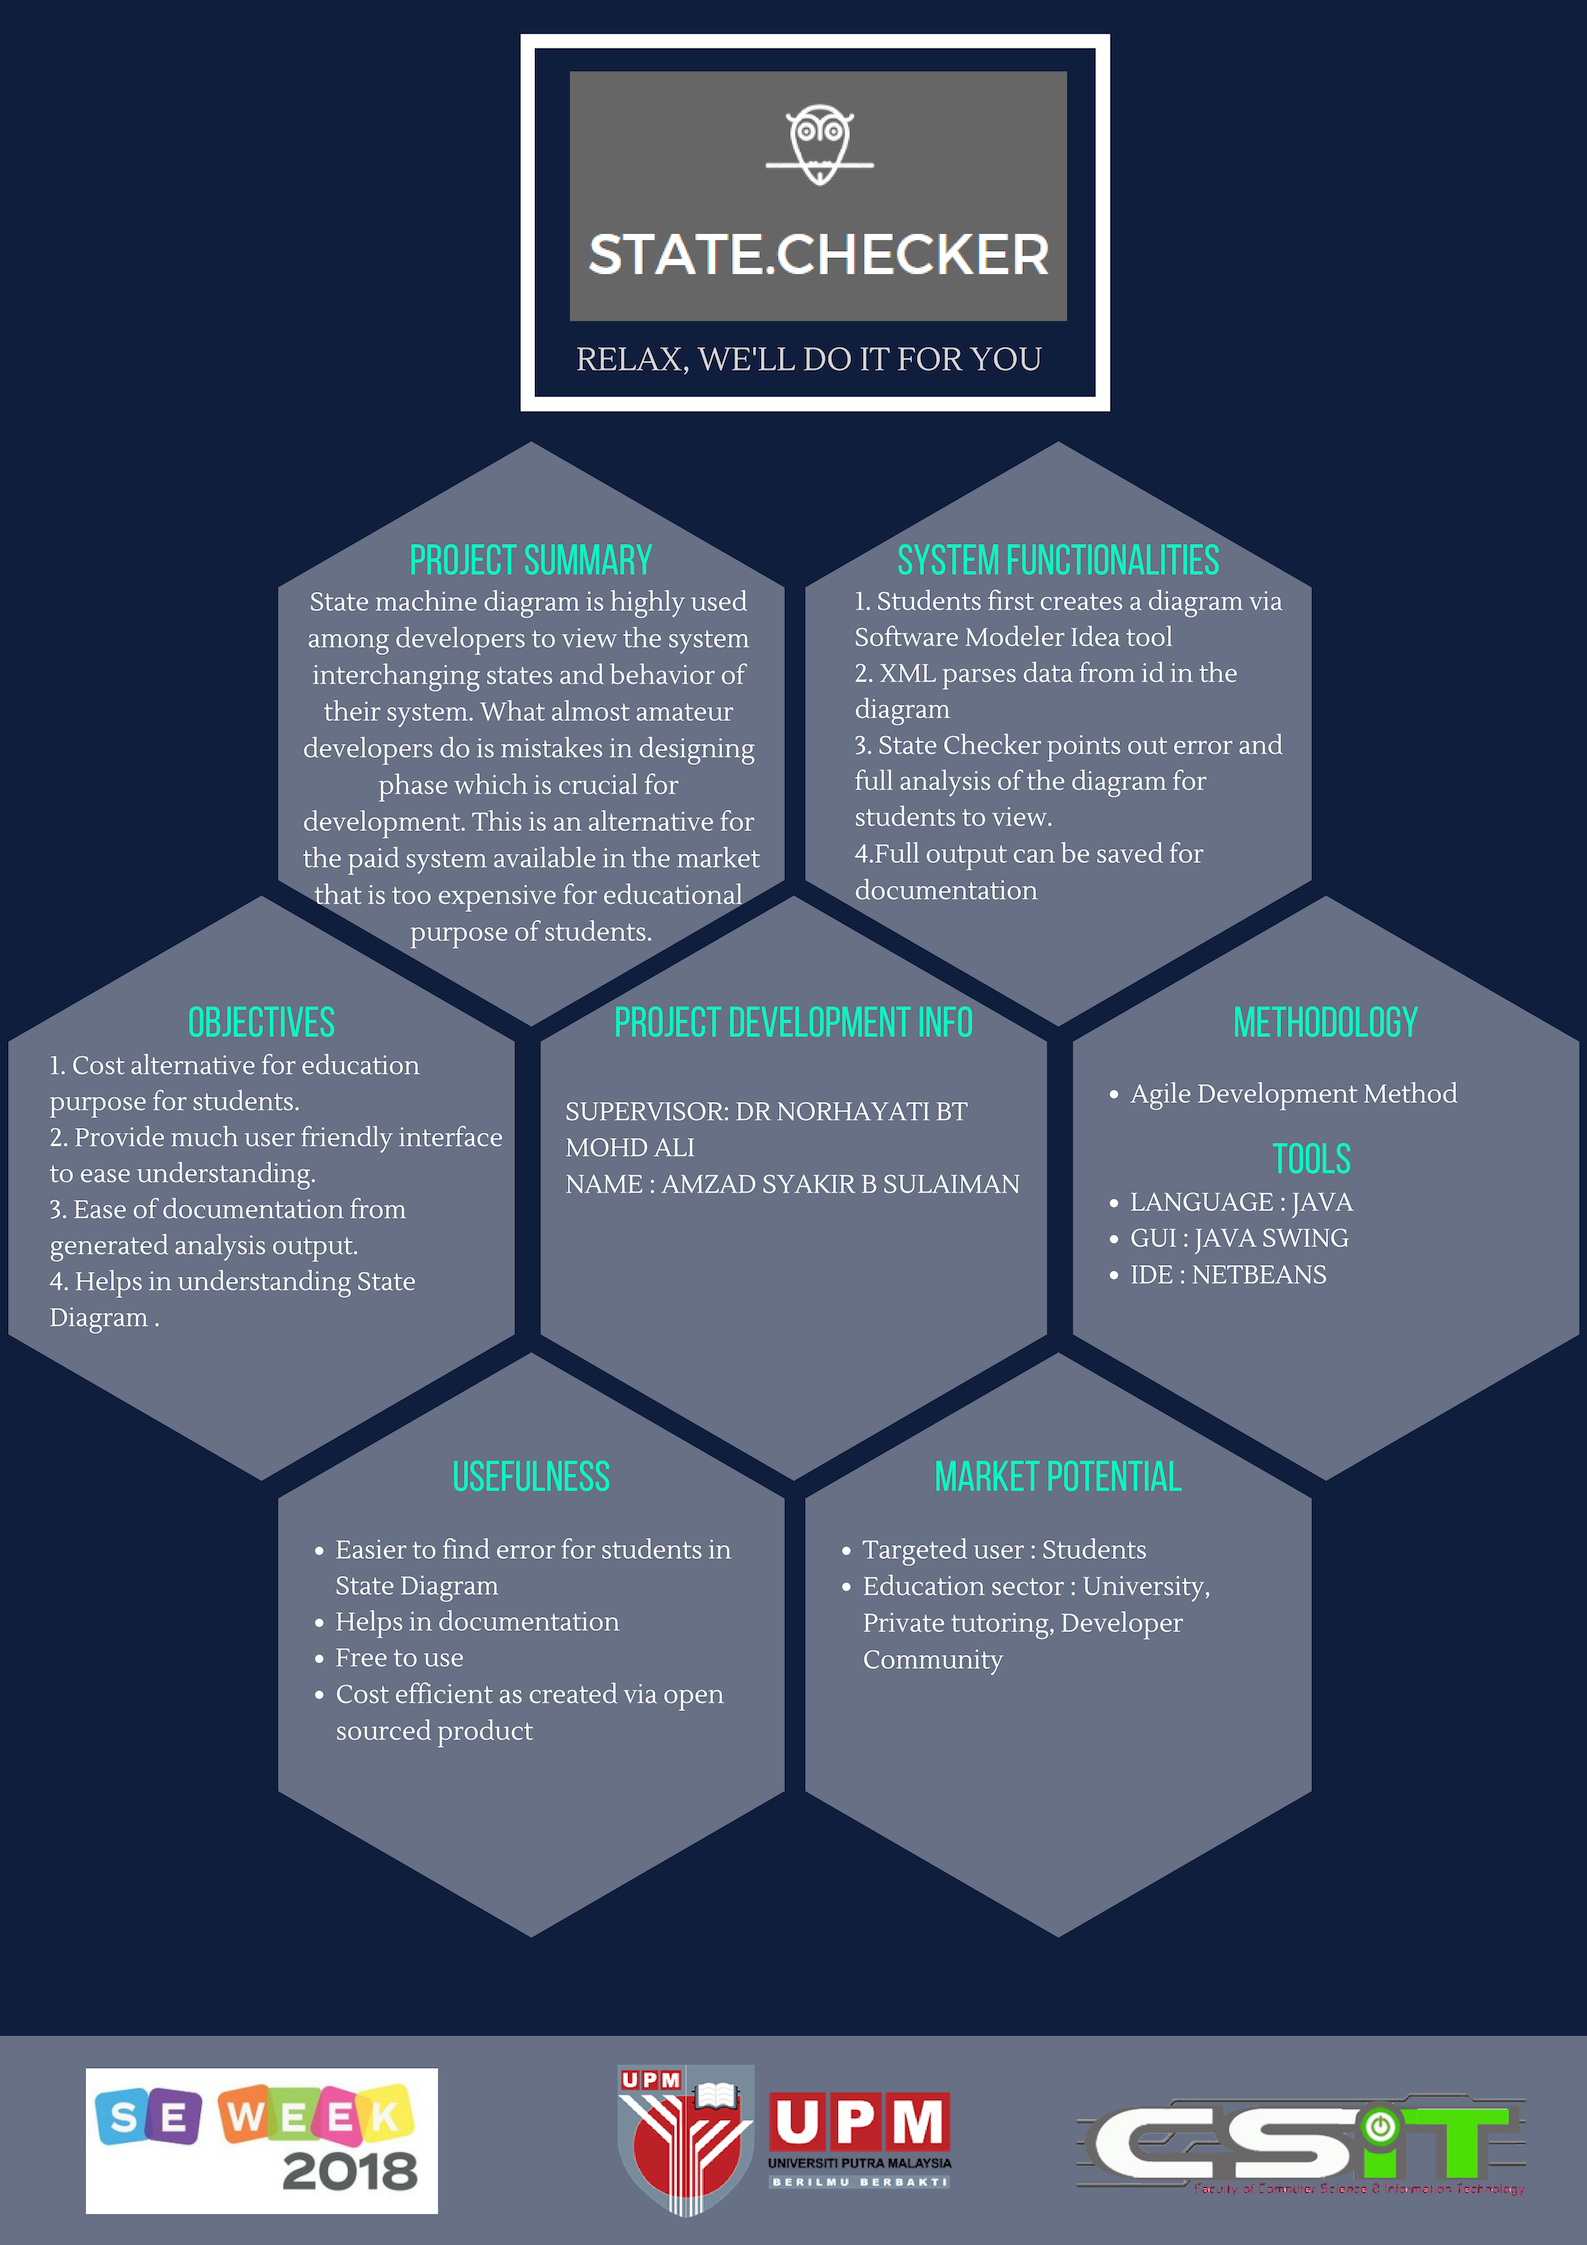 STATE.CHECKER
RELAX, WE'LL DO IT FOR YOU
PROJECT SUMMARY
State machine diagram is highly used
among developers to view the system
interchanging states and behavior of
their system. What almost amateur
developers do is mistakes in designing
phase which is crucial for
development. This is an alternative for
the paid system available in the market
that is too expensive for educational
purpose of students.
SYSTEM FUNCTIONALITIES
1. Students first creates a diagram via
Software Modeler Idea tool
2. XML parses data from id in the
diagram
3. State Checker points out error and
full analysis of the diagram for
students to view.
4.Full output can be saved for
documentation
OBJECTIVES
1. Cost alternative for education
purpose for students.
2. Provide much user friendly interface
to ease understanding.
3. Ease of documentation from
generated analysis output.
4. Helps in understanding State
Diagram .
PROJECT DEVELOPMENT INFO
SUPERVISOR: DR NORHAYATI BT
MOHD ALI
NAME : AMZAD SYAKIR B SULAIMAN
METHODOLOGY
• Agile Development Method
TOOLS
• LANGUAGE : JAVA
• GUI : JAVA SWING
• IDE : NETBEANS
USEFULNESS
• Easier to find error for students in
State Diagram
• Helps in documentation
• Free to use
• Cost efficient as created via open
sourced product
MARKET POTENTIAL
• Targeted user : Students
• Education sector : University,
Private tutoring, Developer
Community
SE WEEK
2018
UPM
UPM
UNIVERSITI PUTRA MALAYSIA
BERILMU BERBAKTI
CSiT
Faculty of Computer Science & Information Technology